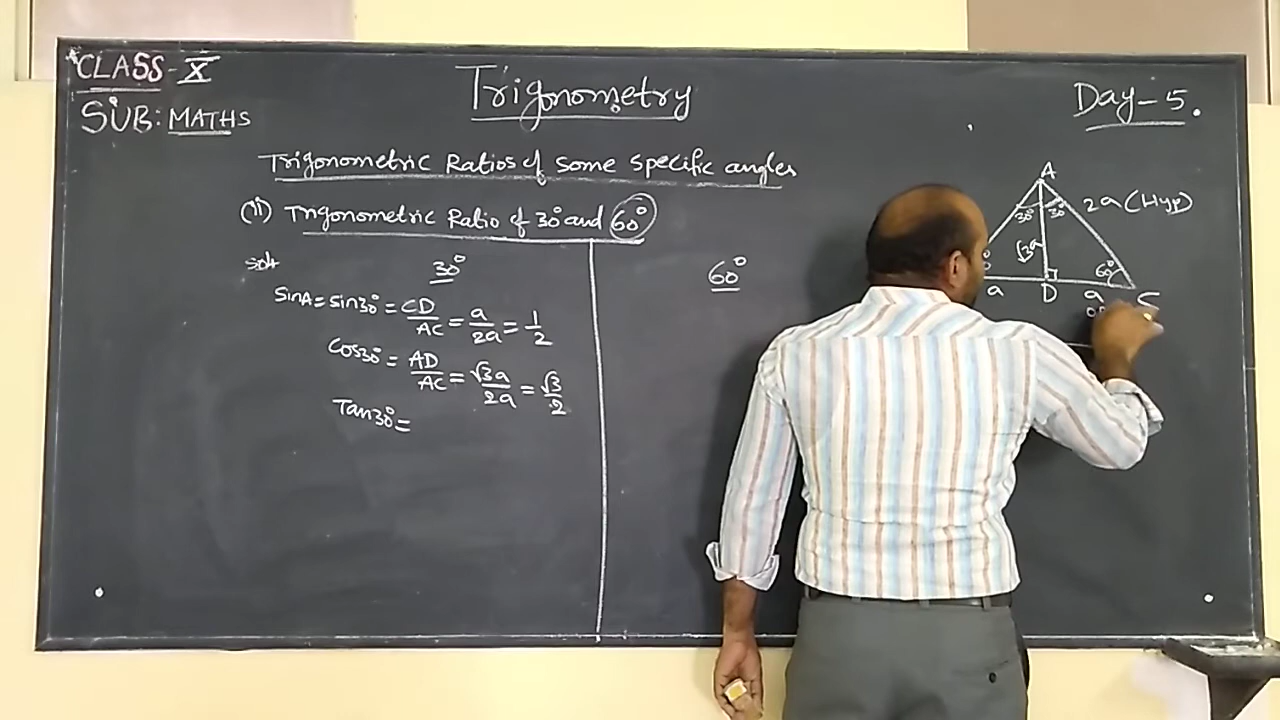 CLASS-X
SUB: MATHS
Trigonometry
Day-5.
Trigonometric Ratios of some specific angles
(ii) Trigonometric Ratio of 30° and 60°
30°
SinA = sin30° = CD/AC = a/2a = 1/2
Cos30° = AD/AC = √3a/2a = √3/2
Tan30° =
60°
A
30° 30°
2a (Hyp)
√3a
60°
a D a C